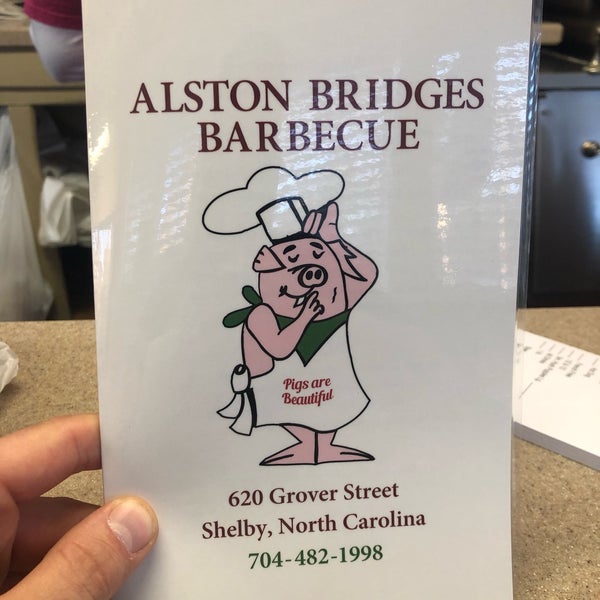 ALSTON BRIDGES
BARBECUE
Pigs are
Beautiful
620 Grover Street
Shelby, North Carolina
704-482-1998